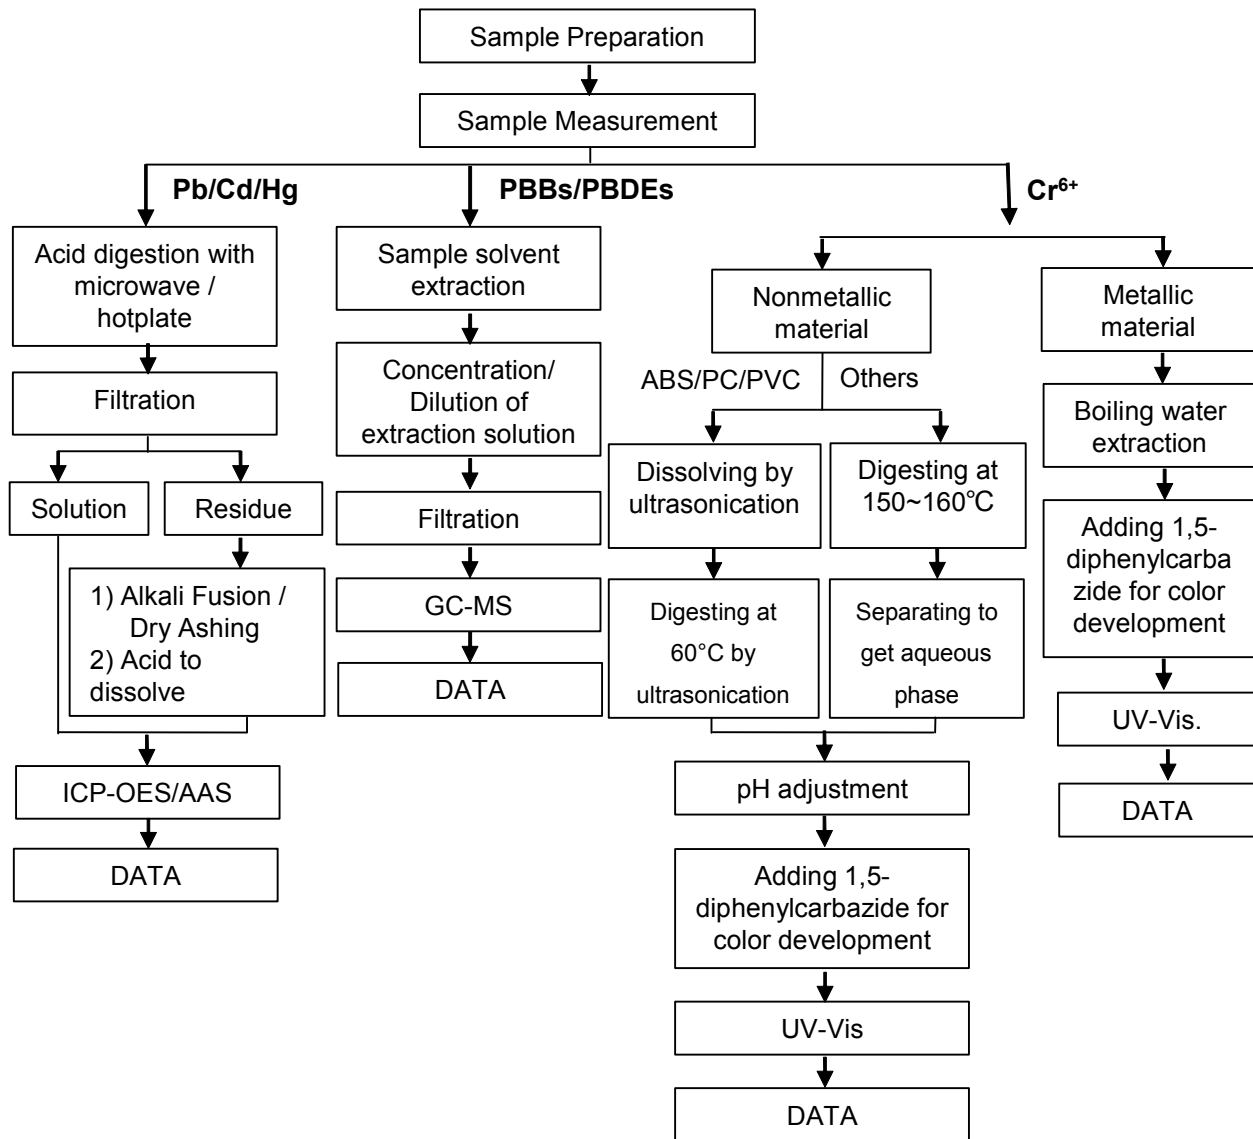 Sample Preparation
Sample Measurement
Pb/Cd/Hg
PBBs/PBDEs
Cr⁶⁺
Acid digestion with
microwave /
hotplate
Filtration
Solution
Residue
1) Alkali Fusion /
Dry Ashing
2) Acid to
dissolve
ICP-OES/AAS
DATA
Sample solvent
extraction
Concentration/
Dilution of
extraction solution
Filtration
GC-MS
DATA
Nonmetallic
material
ABS/PC/PVC
Others
Dissolving by
ultrasonication
Digesting at
60°C by
ultrasonication
Digesting at
150~160℃
Separating to
get aqueous
phase
pH adjustment
Adding 1,5-
diphenylcarbazide for
color development
UV-Vis
DATA
Metallic
material
Boiling water
extraction
Adding 1,5-
diphenylcarba
zide for color
development
UV-Vis.
DATA